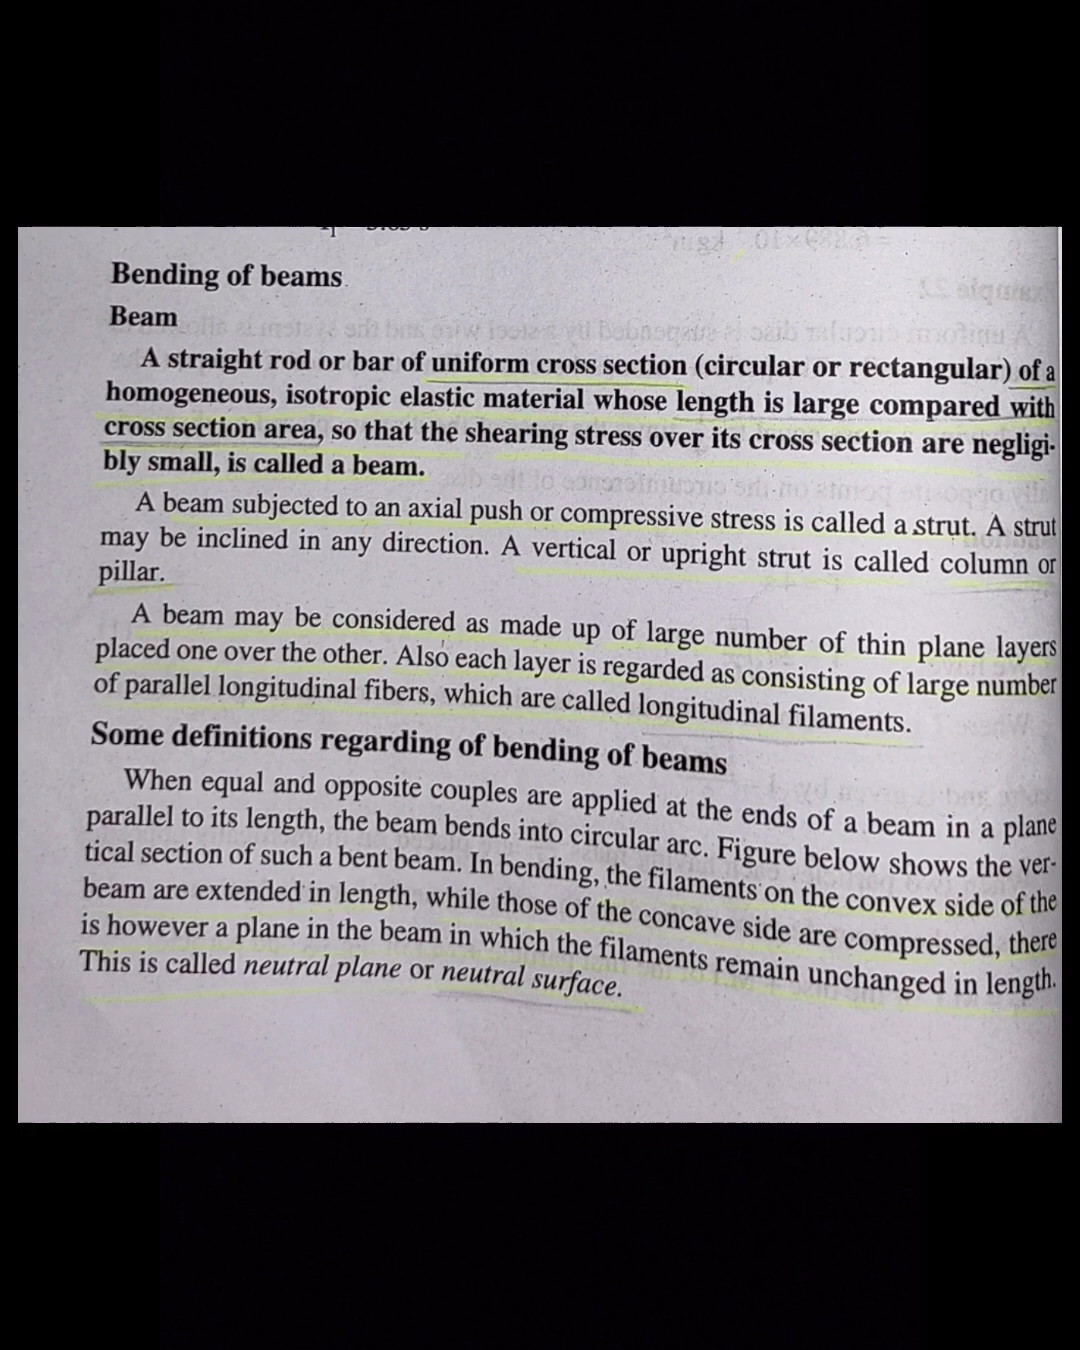 Bending of beams
Beam
A straight rod or bar of uniform cross section (circular or rectangular) of a
homogeneous, isotropic elastic material whose length is large compared with
cross section area, so that the shearing stress over its cross section are negligi-
bly small, is called a beam.
A beam subjected to an axial push or compressive stress is called a strut. A strut
may be inclined in any direction. A vertical or upright strut is called column or
pillar.
A beam may be considered as made up of large number of thin plane layers
placed one over the other. Also each layer is regarded as consisting of large number
of parallel longitudinal fibers, which are called longitudinal filaments.
Some definitions regarding of bending of beams
When equal and opposite couples are applied at the ends of a beam in a plane
parallel to its length, the beam bends into circular arc. Figure below shows the ver-
tical section of such a bent beam. In bending, the filaments on the convex side of the
beam are extended in length, while those of the concave side are compressed, there
is however a plane in the beam in which the filaments remain unchanged in length.
This is called neutral plane or neutral surface.